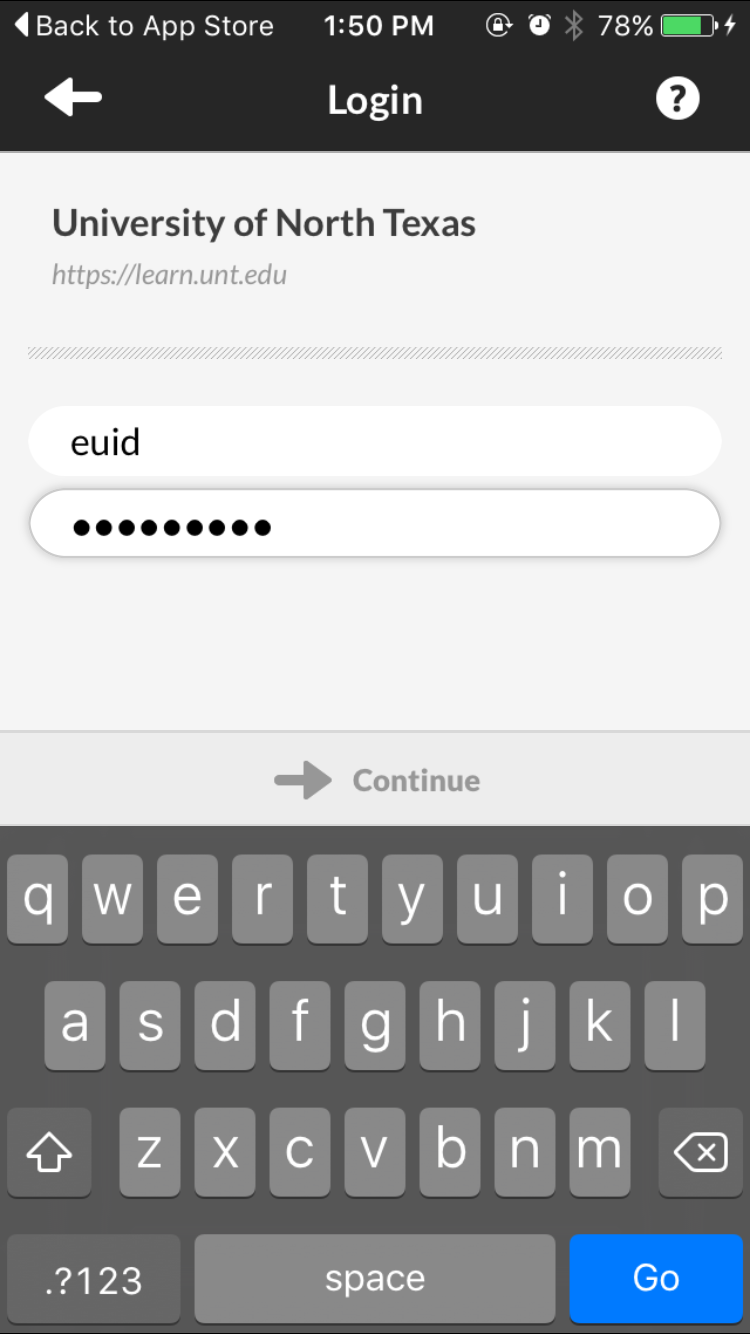 Back to App Store 1:50 PM 78%
Login ?
University of North Texas
https://learn.unt.edu
euid
•••••••••
Continue
q w e r t y u i o p
a s d f g h j k l
z x c v b n m
.?123 space Go